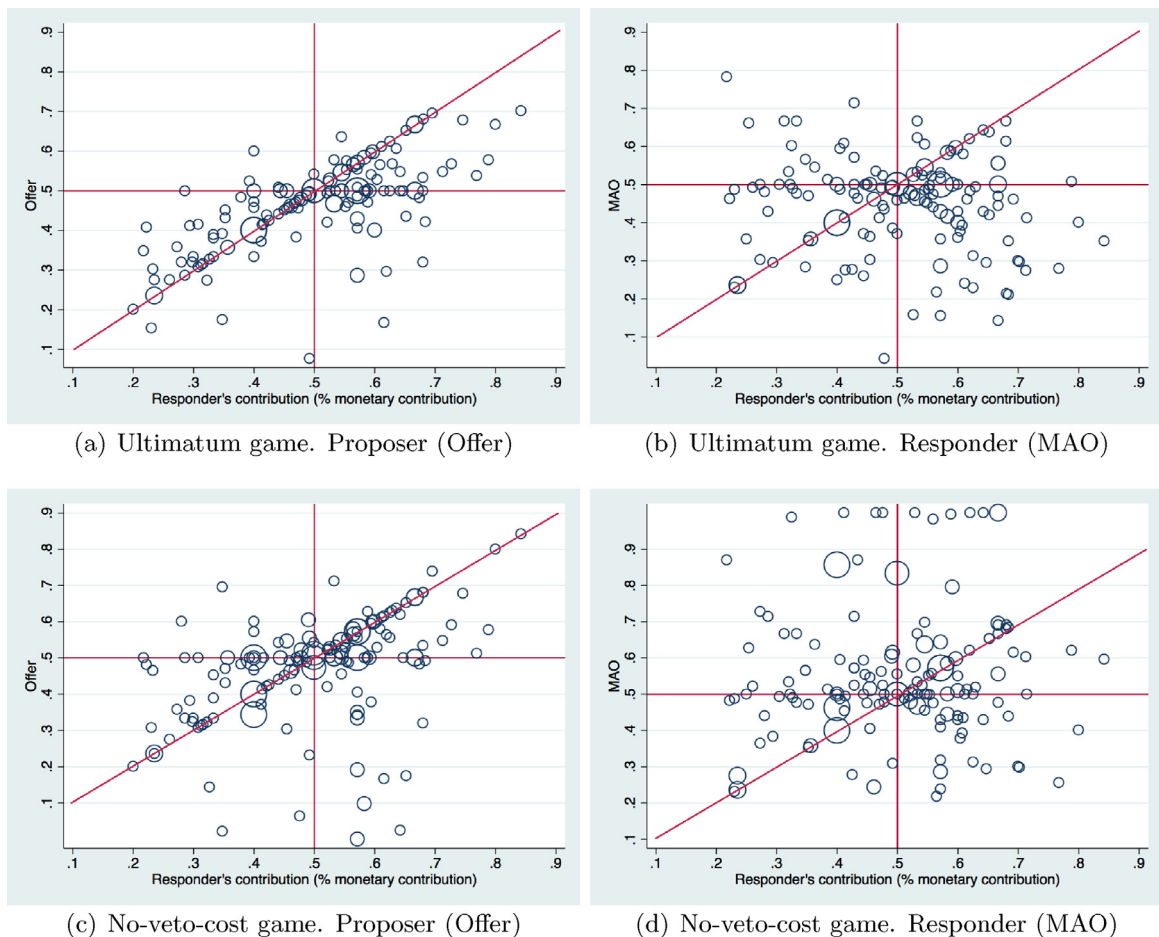 Offer
.1 .2 .3 .4 .5 .6 .7 .8 .9
.1 .2 .3 .4 .5 .6 .7 .8 .9
Responder's contribution (% monetary contribution)
(a) Ultimatum game. Proposer (Offer)
MAO
.1 .2 .3 .4 .5 .6 .7 .8 .9
.1 .2 .3 .4 .5 .6 .7 .8 .9
Responder's contribution (% monetary contribution)
(b) Ultimatum game. Responder (MAO)
Offer
.1 .2 .3 .4 .5 .6 .7 .8 .9
.1 .2 .3 .4 .5 .6 .7 .8 .9
Responder's contribution (% monetary contribution)
(c) No-veto-cost game. Proposer (Offer)
MAO
.1 .2 .3 .4 .5 .6 .7 .8 .9
.1 .2 .3 .4 .5 .6 .7 .8 .9
Responder's contribution (% monetary contribution)
(d) No-veto-cost game. Responder (MAO)